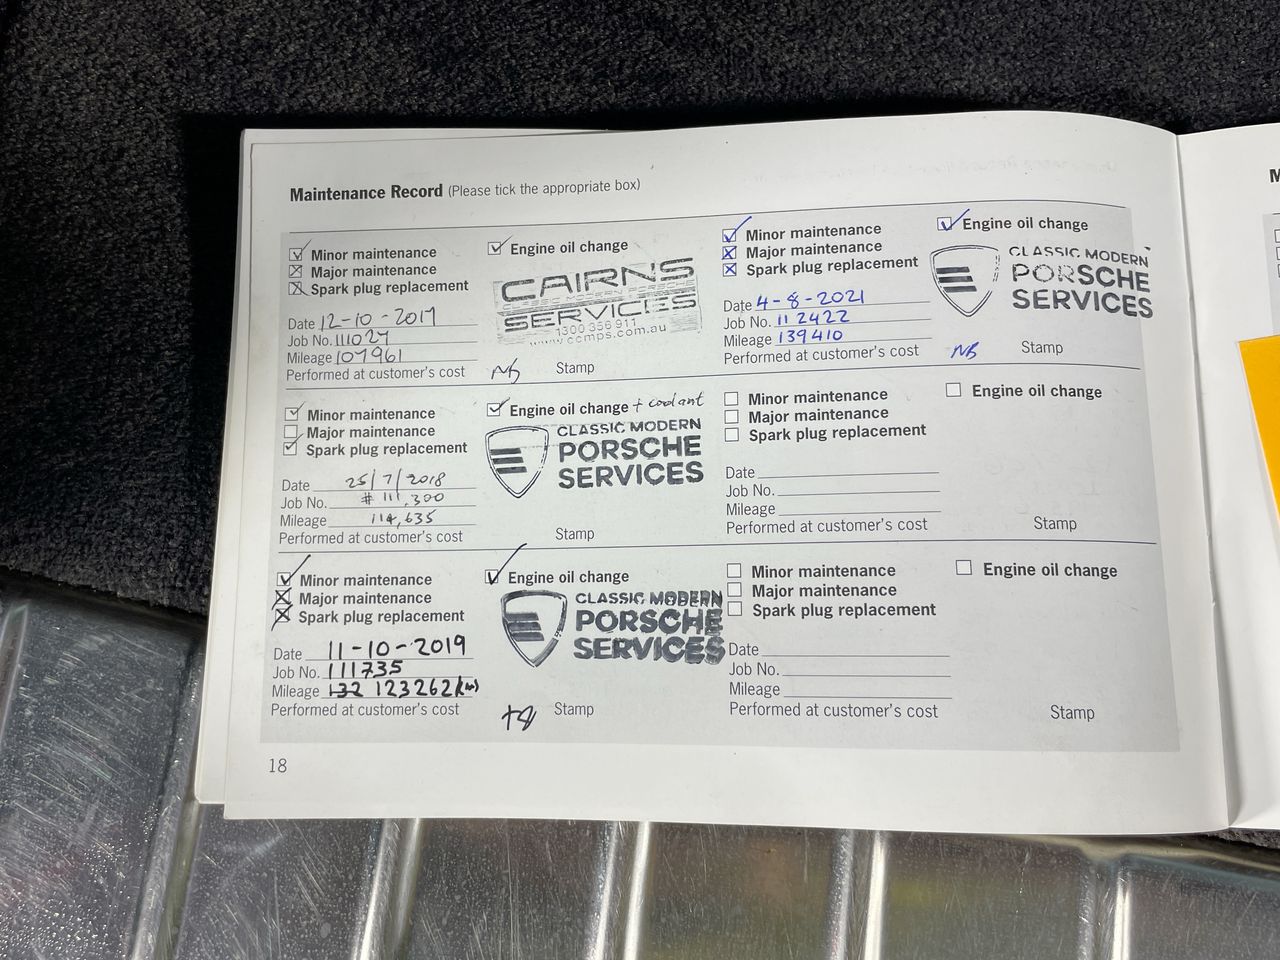 Maintenance Record (Please tick the appropriate box)
Minor maintenance
Major maintenance
Spark plug replacement
Engine oil change
CAIRNS
CLASSIC MODERN PORSCHE
SERVICES
1300 356 911
www.ccmps.com.au
Date 12-10-2017
Job No. 111027
Mileage 107961
Performed at customer's cost
Stamp
Minor maintenance
Major maintenance
Spark plug replacement
Engine oil change
CLASSIC MODERN
PORSCHE
SERVICES
Date 4-8-2021
Job No. 112422
Mileage 139410
Performed at customer's cost
Stamp
Minor maintenance
Major maintenance
Spark plug replacement
Engine oil change + coolant
CLASSIC MODERN
PORSCHE
SERVICES
Date 25/7/2018
Job No. # 111,300
Mileage 114,635
Performed at customer's cost
Stamp
Minor maintenance
Major maintenance
Spark plug replacement
Engine oil change
Date
Job No.
Mileage
Performed at customer's cost
Stamp
Minor maintenance
Major maintenance
Spark plug replacement
Engine oil change
CLASSIC MODERN
PORSCHE
SERVICES
Date 11-10-2019
Job No. 111735
Mileage 132 123262(km)
Performed at customer's cost
Stamp
Minor maintenance
Major maintenance
Spark plug replacement
Engine oil change
Date
Job No.
Mileage
Performed at customer's cost
Stamp
18
M